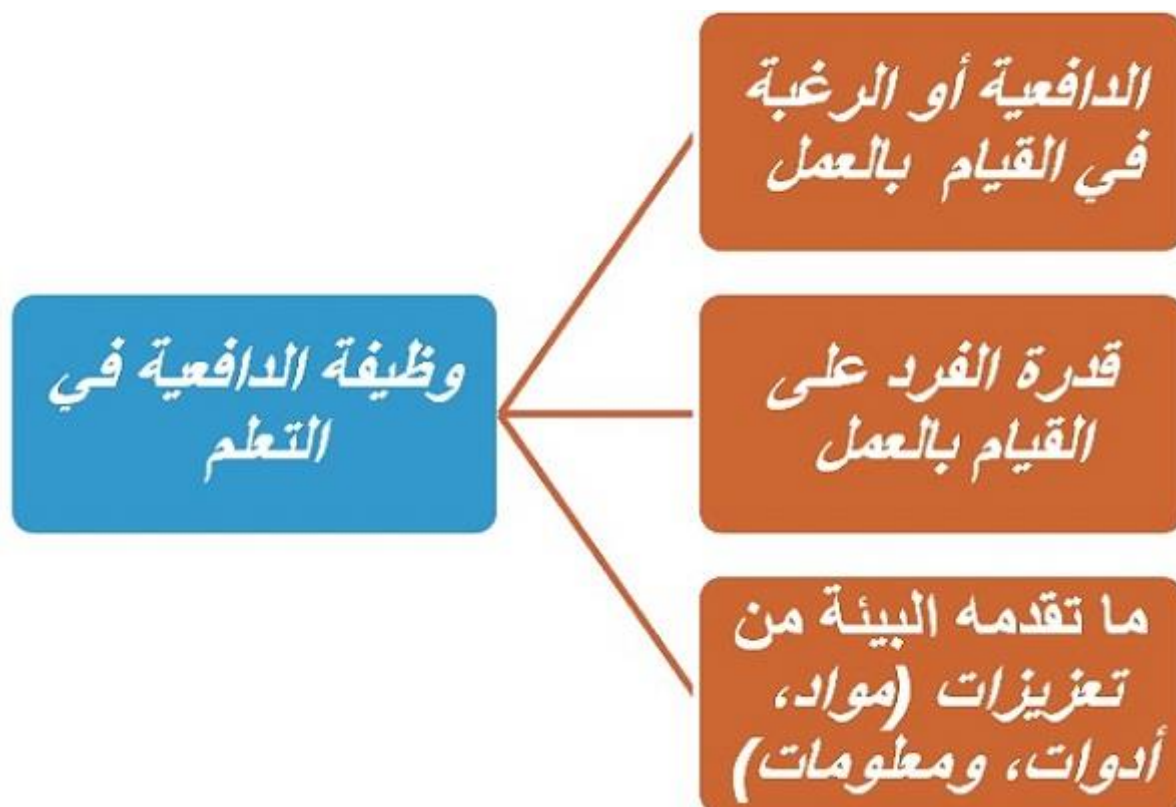 وظيفة الدافعية في
التعلم
الدافعية أو الرغبة
في القيام بالعمل
قدرة الفرد على
القيام بالعمل
ما تقدمه البيئة من
تعزيزات (مواد،
أدوات، ومعلومات)